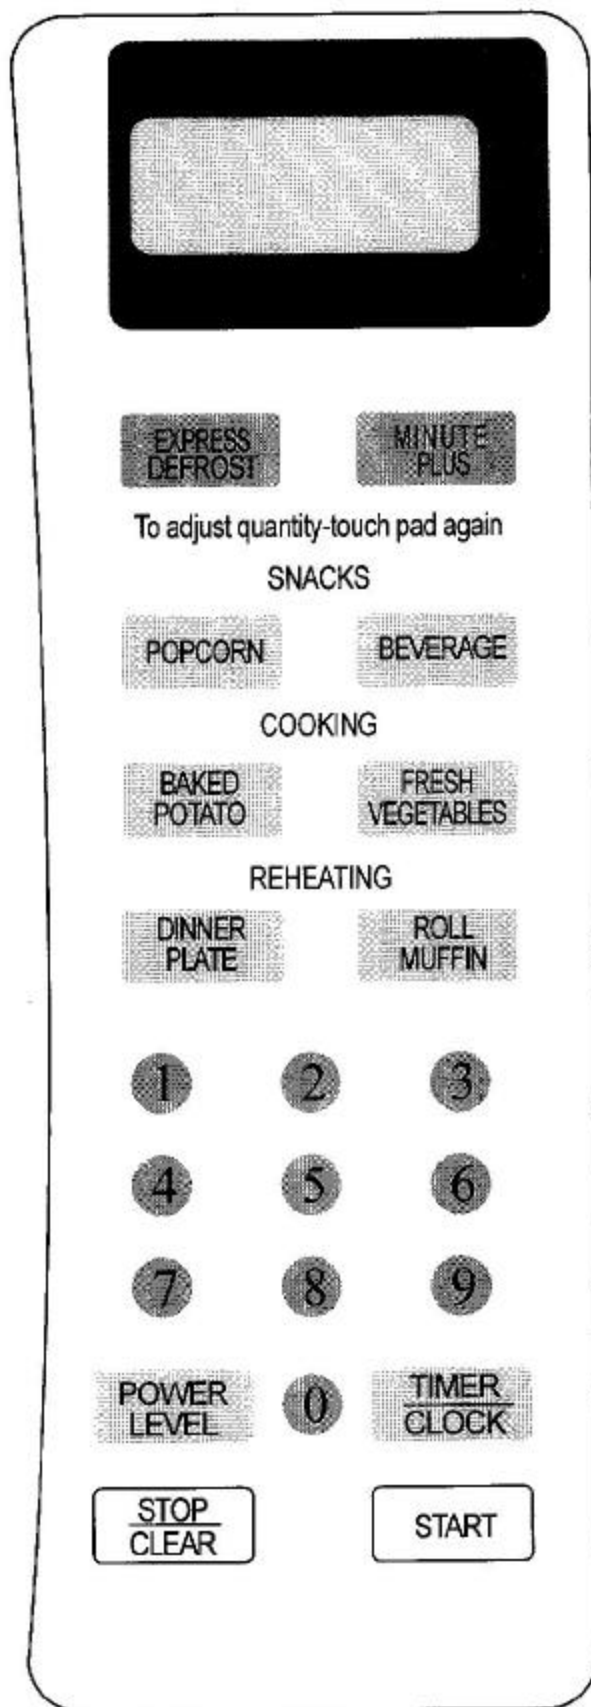 EXPRESS MINUTE
DEFROST PLUS
To adjust quantity-touch pad again
SNACKS
POPCORN BEVERAGE
COOKING
BAKED FRESH
POTATO VEGETABLES
REHEATING
DINNER ROLL
PLATE MUFFIN
1 2 3
4 5 6
7 8 9
POWER 0 TIMER
LEVEL CLOCK
STOP START
CLEAR